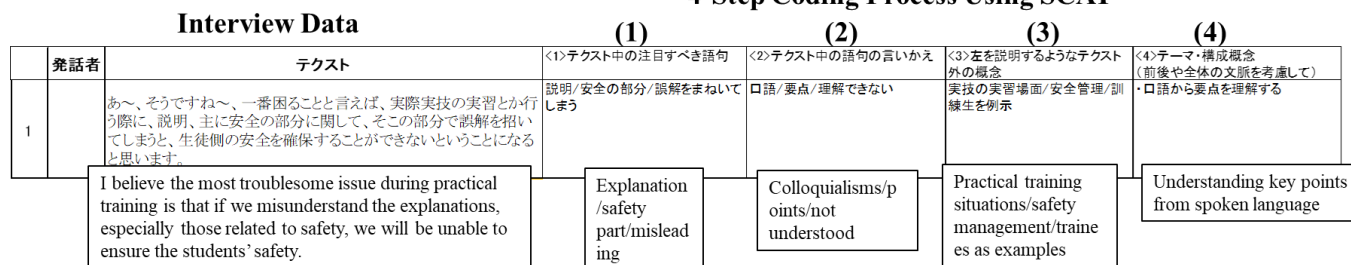 4-Step Coding Process Using SCAT
Interview Data
(1)
(2)
(3)
(4)
発話者
テクスト
<1>テクスト中の注目すべき語句
<2>テクスト中の語句の言いかえ
<3>左を説明するようなテクスト
外の概念
<4>テーマ・構成概念
(前後や全体の文脈を考慮して)
1
あ～、そうですね～、一番困ることと言えば、実際実技の実習とか行
う際に、説明、主に安全の部分に関して、そこの部分で誤解を招い
てしまうと、生徒側の安全を確保することができないということになる
と思います。
説明/安全の部分/誤解をまねいて
しまう
口語/要点/理解できない
実技の実習場面/安全管理/訓
練生を例示
・口語から要点を理解する
I believe the most troublesome issue during practical
training is that if we misunderstand the explanations,
especially those related to safety, we will be unable to
ensure the students' safety.
Explanation
/safety
part/mislead
ing
Colloquialisms/p
oints/not
understood
Practical training
situations/safety
management/traine
es as examples
Understanding key points
from spoken language